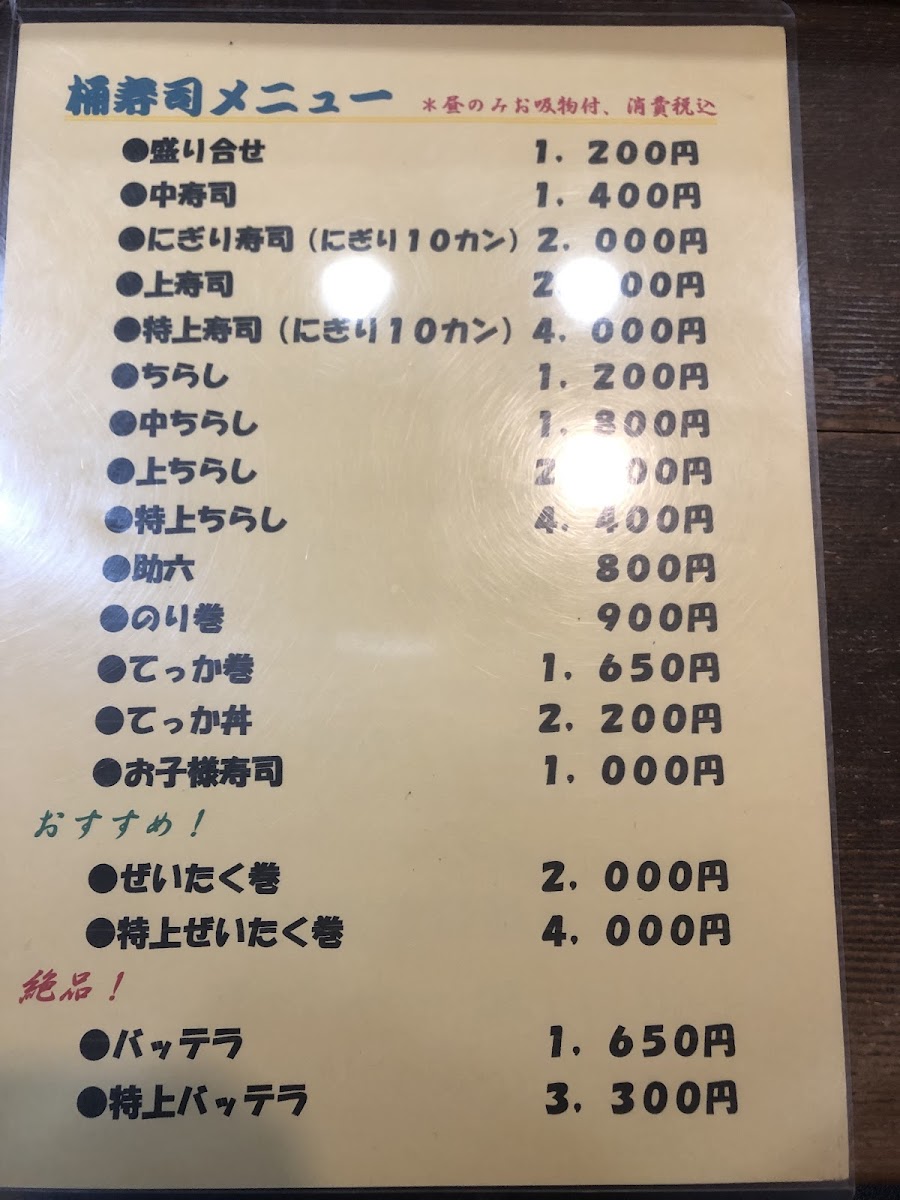 桶寿司メニュー ＊昼のみお吸物付、消費税込
●盛り合せ 1，200円
●中寿司 1，400円
●にぎり寿司（にぎり10カン）2，000円
●上寿司
●特上寿司（にぎり10カン）4，000円
●ちらし 1，200円
●中ちらし 1，800円
●上ちらし
●特上ちらし 4，400円
●助六 800円
●のり巻 900円
●てっか巻 1，650円
●てっか丼 2，200円
●お子様寿司 1，000円
おすすめ！
●ぜいたく巻 2，000円
●特上ぜいたく巻 4，000円
絶品！
●バッテラ 1，650円
●特上バッテラ 3，300円